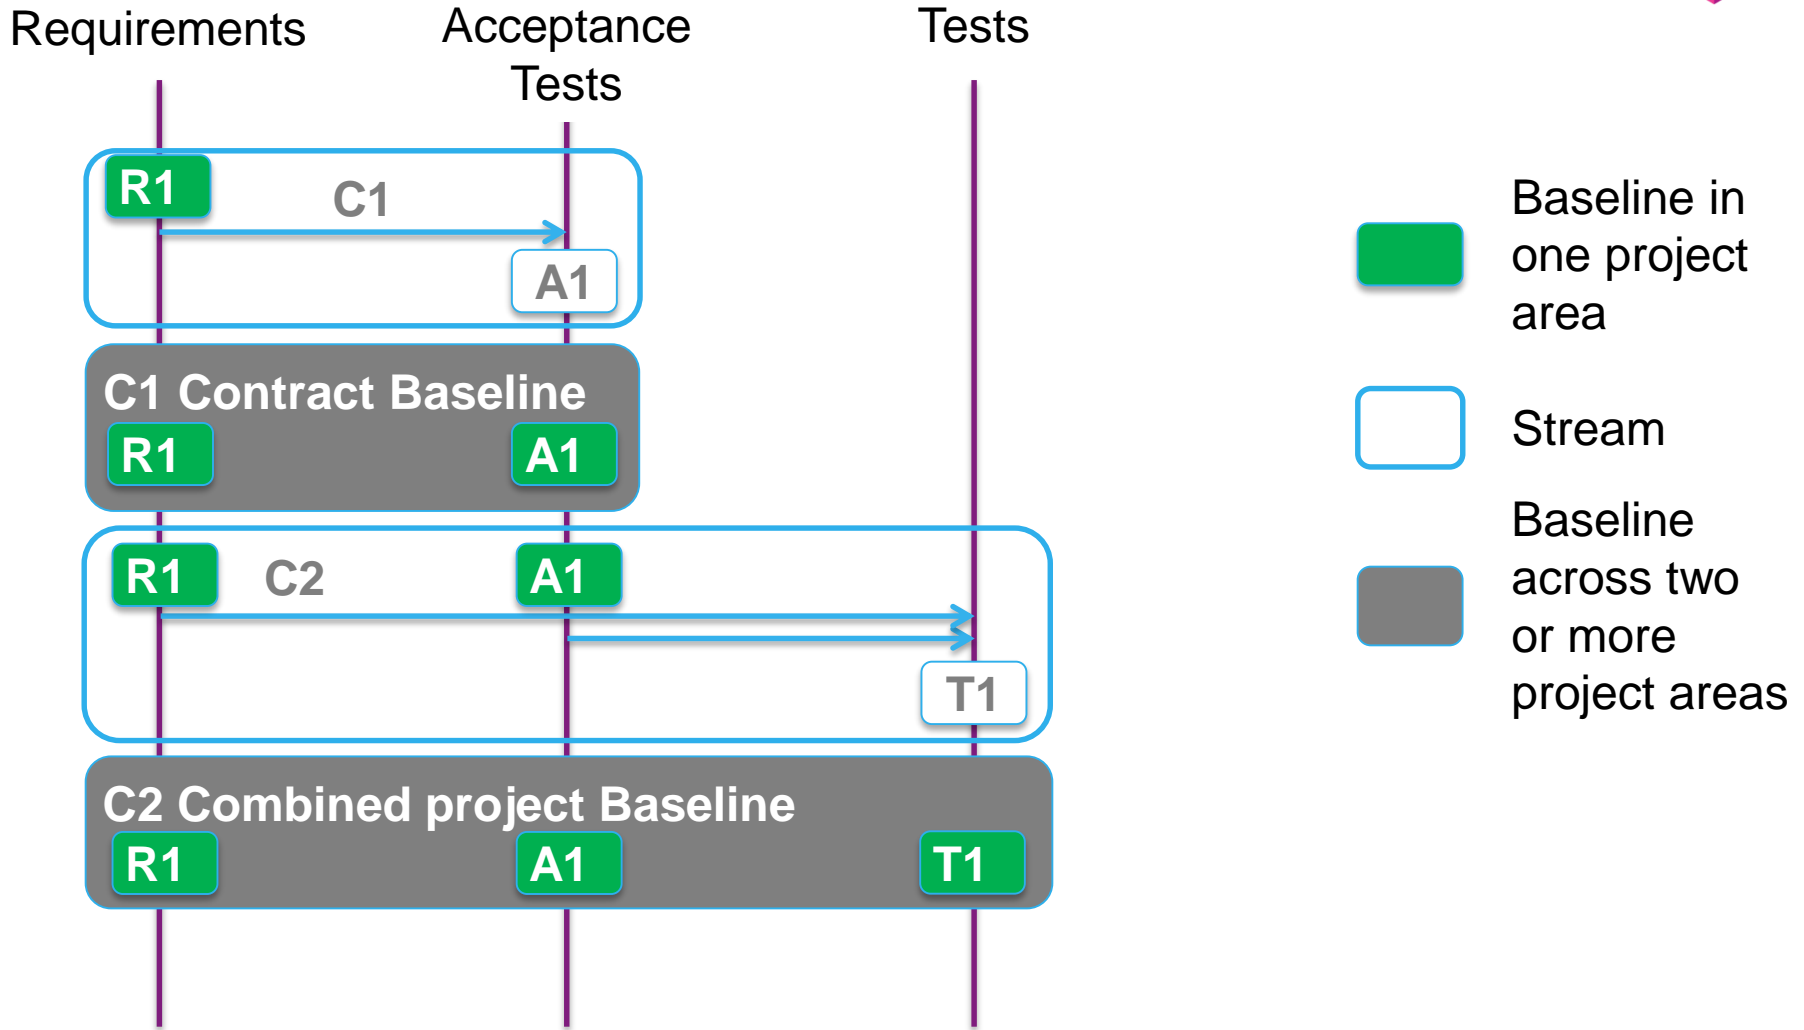 Requirements
Acceptance
Tests
Tests
R1
C1
A1
C1 Contract Baseline
R1
A1
R1
C2
A1
T1
C2 Combined project Baseline
R1
A1
T1
Baseline in
one project
area
Stream
Baseline
across two
or more
project areas